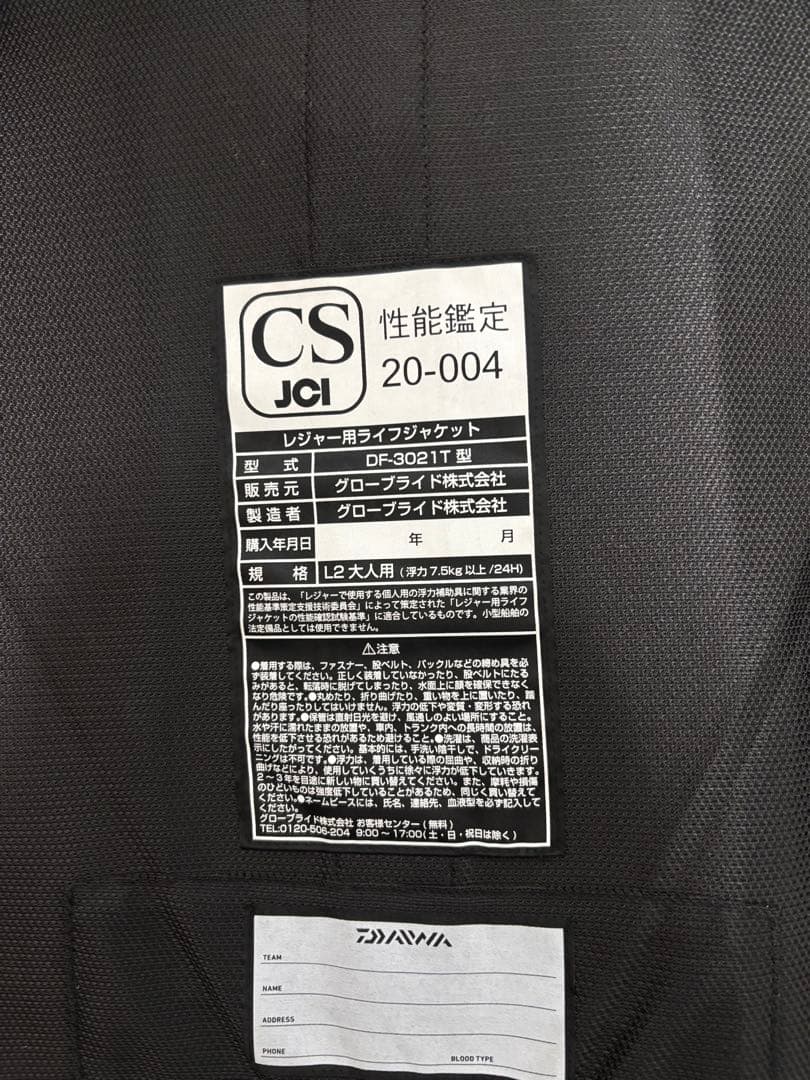 CS
JCI
性能鑑定
20-004
レジャー用ライフジャケット
型 式 DF-3021T 型
販売元 グローブライド株式会社
製造者 グローブライド株式会社
購入年月日 年 月
規 格 L2 大人用 (浮力 7.5kg 以上 /24H)
この製品は、「レジャーで使用する個人用の浮力補助具に関する業界の
性能基準策定支援技術委員会」によって策定された「レジャー用ライフ
ジャケットの性能確認試験基準」に適合しているものです。小型船舶の
法定備品としては使用できません。
⚠注意
●着用する際は、ファスナー、股ベルト、バックルなどの締め具を必
ず装着してください。正しく装着していなかったり、股ベルトにたる
みがあると、転落時に脱げてしまったり、水面上に顔を確保できなく
なり危険です。●丸めたり、折り曲げたり、重い物を上に置いたり、踏
んだり座ったりしてはいけません。浮力の低下や変質・変形する恐れ
があります。●保管は直射日光を避け、風通しのよい場所にすること。
水や汗に濡れたままの放置や、車内、トランク内への長時間の放置は、
性能を低下させる恐れがあるため避けること。●洗濯は、商品の洗濯表
示にしたがってください。基本的には、手洗い陰干しで、ドライクリー
ニングは不可です。●浮力は、着用している際の屈曲や、収納時の折り
曲げなどにより、使用していくうちに徐々に浮力が低下していきます。
2～3年を目途に新しい物に買い替えてください。また、摩耗や損傷
のひどいものは強度低下していることがあるため、同じく買い替えて
ください。●ネームピースには、氏名、連絡先、血液型を必ず記入して
ください。
グローブライド株式会社 お客様センター ( 無料 )
TEL:0120-506-204 9:00～17:00( 土・日・祝日は除く )
DAIWA
TEAM
NAME
ADDRESS
PHONE BLOOD TYPE